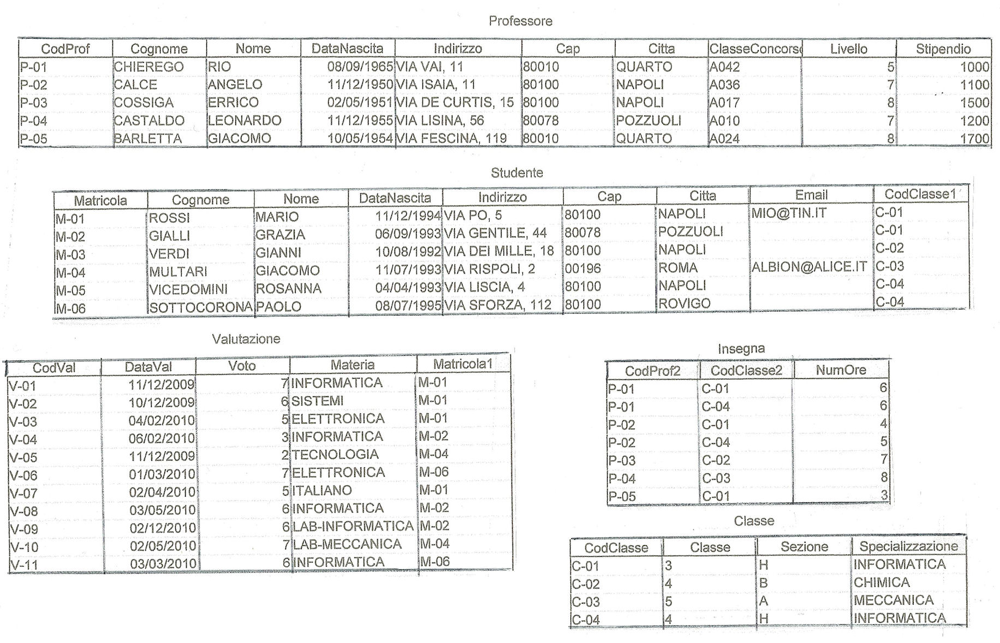 Professore
CodProf Cognome Nome DataNascita Indirizzo Cap Citta ClasseConcorso Livello Stipendio
P-01 CHIEREGO RIO 08/09/1965 VIA VAI, 11 80010 QUARTO A042 5 1000
P-02 CALCE ANGELO 11/12/1950 VIA ISAIA, 11 80100 NAPOLI A036 7 1100
P-03 COSSIGA ERRICO 02/05/1951 VIA DE CURTIS, 15 80100 NAPOLI A017 8 1500
P-04 CASTALDO LEONARDO 11/12/1955 VIA LISINA, 56 80078 POZZUOLI A010 7 1200
P-05 BARLETTA GIACOMO 10/05/1954 VIA FESCINA, 119 80010 QUARTO A024 8 1700
Studente
Matricola Cognome Nome DataNascita Indirizzo Cap Citta Email CodClasse1
M-01 ROSSI MARIO 11/12/1994 VIA PO, 5 80100 NAPOLI MIO@TIN.IT C-01
M-02 GIALLI GRAZIA 06/09/1993 VIA GENTILE, 44 80078 POZZUOLI C-01
M-03 VERDI GIANNI 10/08/1992 VIA DEI MILLE, 18 80100 NAPOLI C-02
M-04 MULTARI GIACOMO 11/07/1993 VIA RISPOLI, 2 00196 ROMA ALBION@ALICE.IT C-03
M-05 VICEDOMINI ROSANNA 04/04/1993 VIA LISCIA, 4 80100 NAPOLI C-04
M-06 SOTTOCORONA PAOLO 08/07/1995 VIA SFORZA, 112 80100 ROVIGO C-04
Valutazione
CodVal DataVal Voto Materia Matricola1
V-01 11/12/2009 7 INFORMATICA M-01
V-02 10/12/2009 6 SISTEMI M-01
V-03 04/02/2010 5 ELETTRONICA M-01
V-04 06/02/2010 3 INFORMATICA M-02
V-05 11/12/2009 2 TECNOLOGIA M-04
V-06 01/03/2010 7 ELETTRONICA M-06
V-07 02/04/2010 5 ITALIANO M-01
V-08 03/05/2010 6 INFORMATICA M-02
V-09 02/12/2010 6 LAB-INFORMATICA M-02
V-10 02/05/2010 7 LAB-MECCANICA M-04
V-11 03/03/2010 6 INFORMATICA M-06
Insegna
CodProf2 CodClasse2 NumOre
P-01 C-01 6
P-01 C-04 6
P-02 C-01 4
P-02 C-04 5
P-03 C-02 7
P-04 C-03 8
P-05 C-01 3
Classe
CodClasse Classe Sezione Specializzazione
C-01 3 H INFORMATICA
C-02 4 B CHIMICA
C-03 5 A MECCANICA
C-04 4 H INFORMATICA